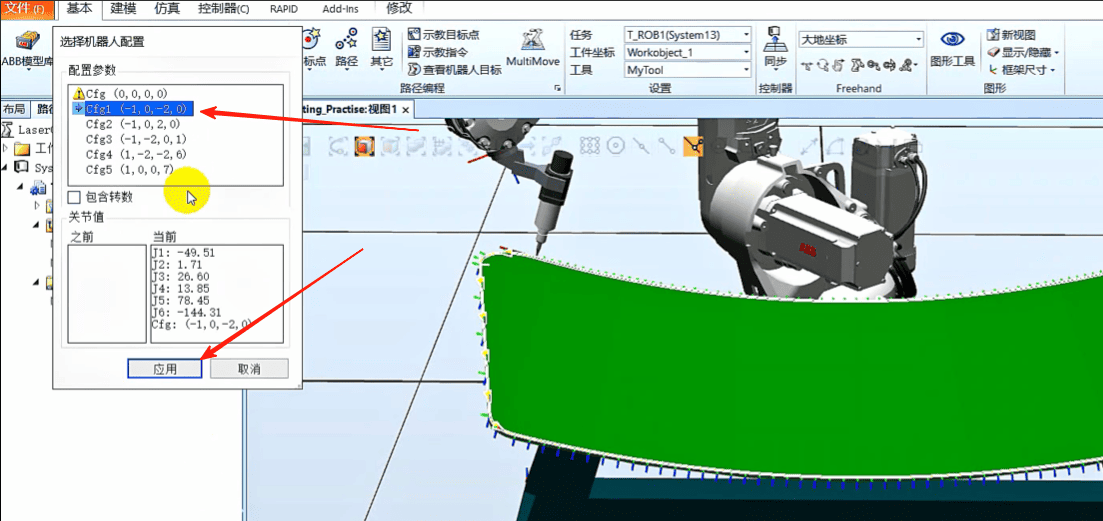 文件(F) 基本 建模 仿真 控制器(C) RAPID Add-Ins 修改
ABB模型库
标点
路径
其它
示教目标点
示教指令
查看机器人目标
路径编程
MultiMove
任务 T_ROB1(System13)
工件坐标 Workobject_1
工具 MyTool
设置
同步
控制器
大地坐标
Freehand
图形工具
新视图
显示/隐藏
框架尺寸
图形
布局
ting_Practise:视图1 ×
选择机器人配置
配置参数
Cfg (0,0,0,0)
Cfg1 (-1,0,-2,0)
Cfg2 (-1,0,2,0)
Cfg3 (-1,-2,0,1)
Cfg4 (1,-2,-2,6)
Cfg5 (1,0,0,7)
包含转数
关节值
之前 当前
J1: -49.51
J2: 1.71
J3: 26.60
J4: 13.85
J5: 78.45
J6: -144.31
Cfg: (-1,0,-2,0)
应用 取消
ABB